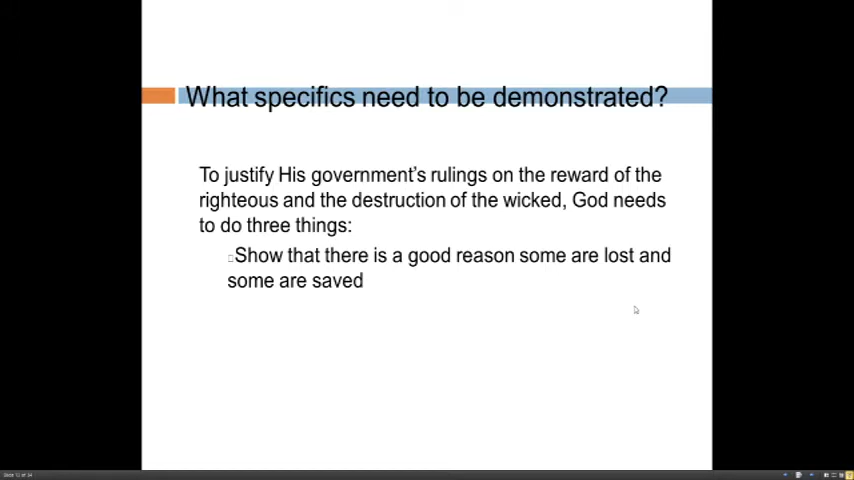 What specifics need to be demonstrated?
To justify His government’s rulings on the reward of the
righteous and the destruction of the wicked, God needs
to do three things:
Show that there is a good reason some are lost and
some are saved